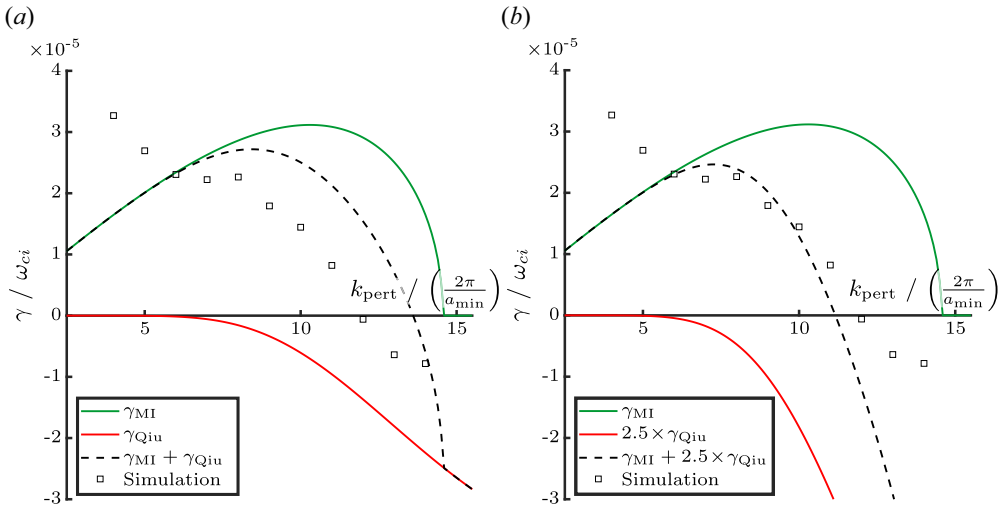 (a)
×10⁻⁵
4
3
2
1
0
-1
-2
-3
γ / ω_ci
5
10
15
k_pert / (2π / a_min)
γ_MI
γ_Qiu
γ_MI + γ_Qiu
Simulation
(b)
×10⁻⁵
4
3
2
1
0
-1
-2
-3
γ / ω_ci
5
10
15
k_pert / (2π / a_min)
γ_MI
2.5×γ_Qiu
γ_MI + 2.5×γ_Qiu
Simulation